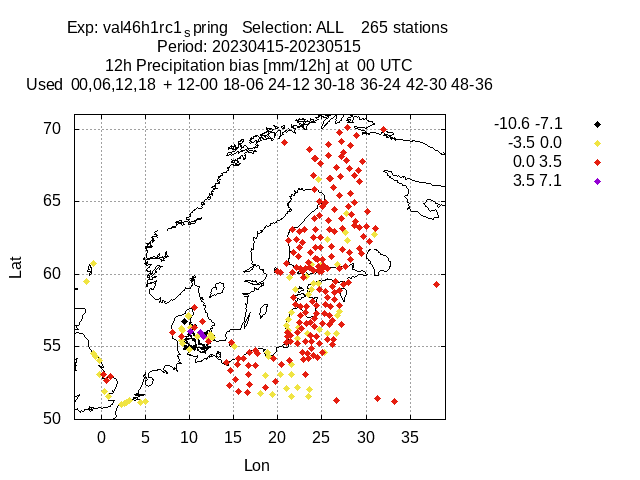 Exp: val46h1rc1spring   Selection: ALL    265 stations
Period: 20230415-20230515
12h Precipitation bias [mm/12h] at  00 UTC
Used  00,06,12,18  + 12-00 18-06 24-12 30-18 36-24 42-30 48-36
-10.6 -7.1
-3.5 0.0
0.0 3.5
3.5 7.1
70
65
60
55
50
Lat
0 5 10 15 20 25 30 35
Lon